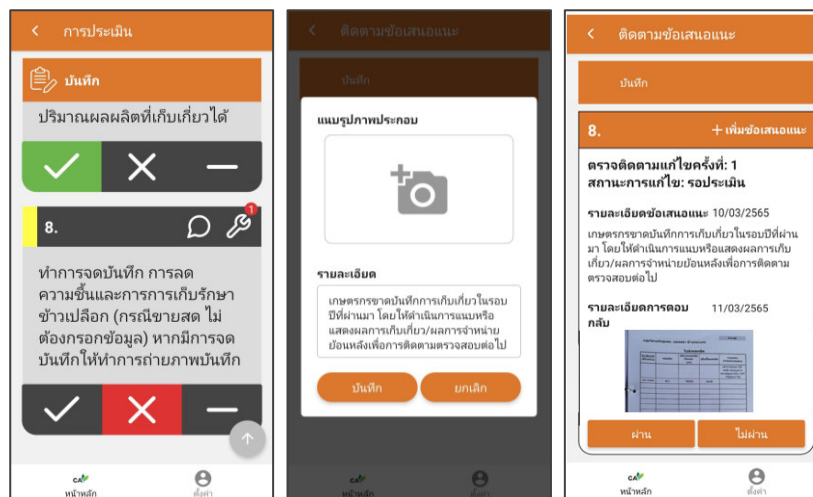 การประเมิน
บันทึก
ปริมาณผลผลิตที่เก็บเกี่ยวได้
8.
1
ทำการจดบันทึก การลด
ความชื้นและการการเก็บรักษา
ข้าวเปลือก (กรณีขายสด ไม่
ต้องกรอกข้อมูล) หากมีการจด
บันทึกให้ทำการถ่ายภาพบันทึก
CA
หน้าหลัก
ตั้งค่า
ติดตามข้อเสนอแนะ
บันทึก
แนบรูปภาพประกอบ
รายละเอียด
เกษตรกรขาดบันทึกการเก็บเกี่ยวในรอบ
ปีที่ผ่านมา โดยให้ดำเนินการแนบหรือ
แสดงผลการเก็บเกี่ยว/ผลการจำหน่าย
ย้อนหลังเพื่อการติดตามตรวจสอบต่อไป
บันทึก
ยกเลิก
CA
หน้าหลัก
ตั้งค่า
ติดตามข้อเสนอแนะ
บันทึก
8.
+ เพิ่มข้อเสนอแนะ
ตรวจติดตามแก้ไขครั้งที่: 1
สถานะการแก้ไข: รอประเมิน
รายละเอียดข้อเสนอแนะ 10/03/2565
เกษตรกรขาดบันทึกการเก็บเกี่ยวในรอบปีที่ผ่าน
มา โดยให้ดำเนินการแนบหรือแสดงผลการเก็บ
เกี่ยว/ผลการจำหน่ายย้อนหลังเพื่อการติดตาม
ตรวจสอบต่อไป
รายละเอียดการตอบ 11/03/2565
กลับ
ผ่าน
ไม่ผ่าน
CA
หน้าหลัก
ตั้งค่า